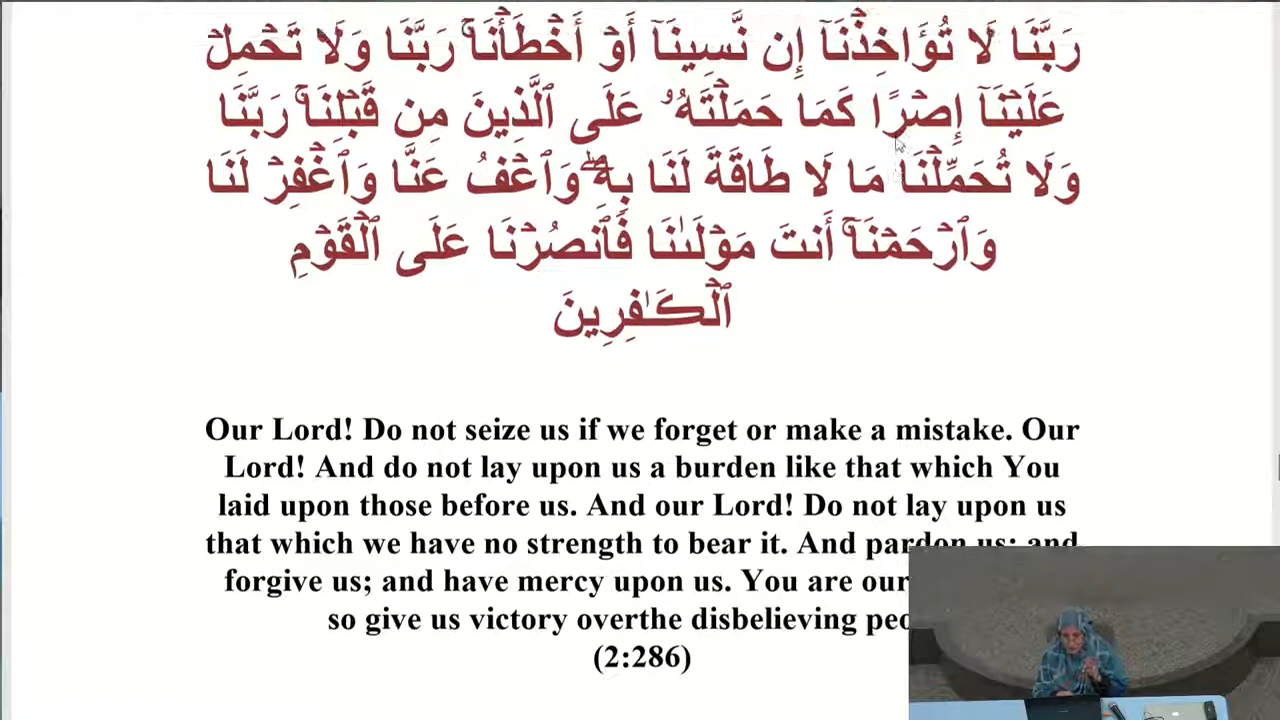 رَبَّنَا لَا تُؤَاخِذْنَآ إِن نَّسِينَآ أَوْ أَخْطَأْنَا ۚ رَبَّنَا وَلَا تَحْمِلْ
عَلَيْنَآ إِصْرًا كَمَا حَمَلْتَهُۥ عَلَى ٱلَّذِينَ مِن قَبْلِنَا ۚ رَبَّنَا
وَلَا تُحَمِّلْنَا مَا لَا طَاقَةَ لَنَا بِهِۦ ۖ وَٱعْفُ عَنَّا وَٱغْفِرْ لَنَا
وَٱرْحَمْنَآ ۚ أَنتَ مَوْلَىٰنَا فَٱنصُرْنَا عَلَى ٱلْقَوْمِ
ٱلْكَـٰفِرِينَ
Our Lord! Do not seize us if we forget or make a mistake. Our
Lord! And do not lay upon us a burden like that which You
laid upon those before us. And our Lord! Do not lay upon us
that which we have no strength to bear it. And pardon us; and
forgive us; and have mercy upon us. You are our
so give us victory overthe disbelieving
(2:286)